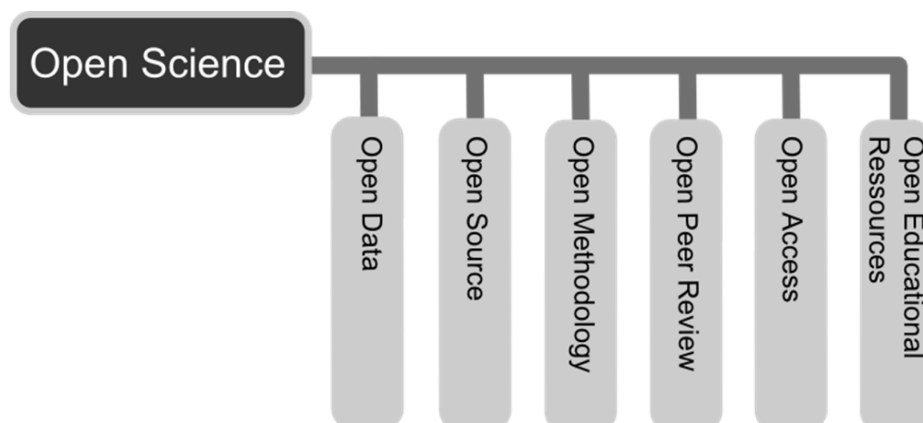 Open Science
Open Data
Open Source
Open Methodology
Open Peer Review
Open Access
Open Educational
Ressources